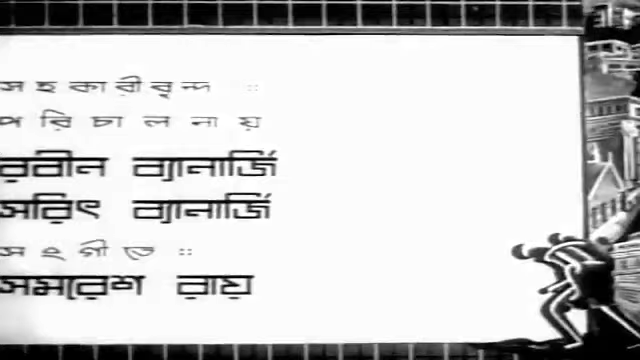 সহকারীবৃন্দ ::
পরিচালনায়
রবীন ব্যানার্জি
সরিৎ ব্যানার্জি
সংগীতে ::
সমরেশ রায়